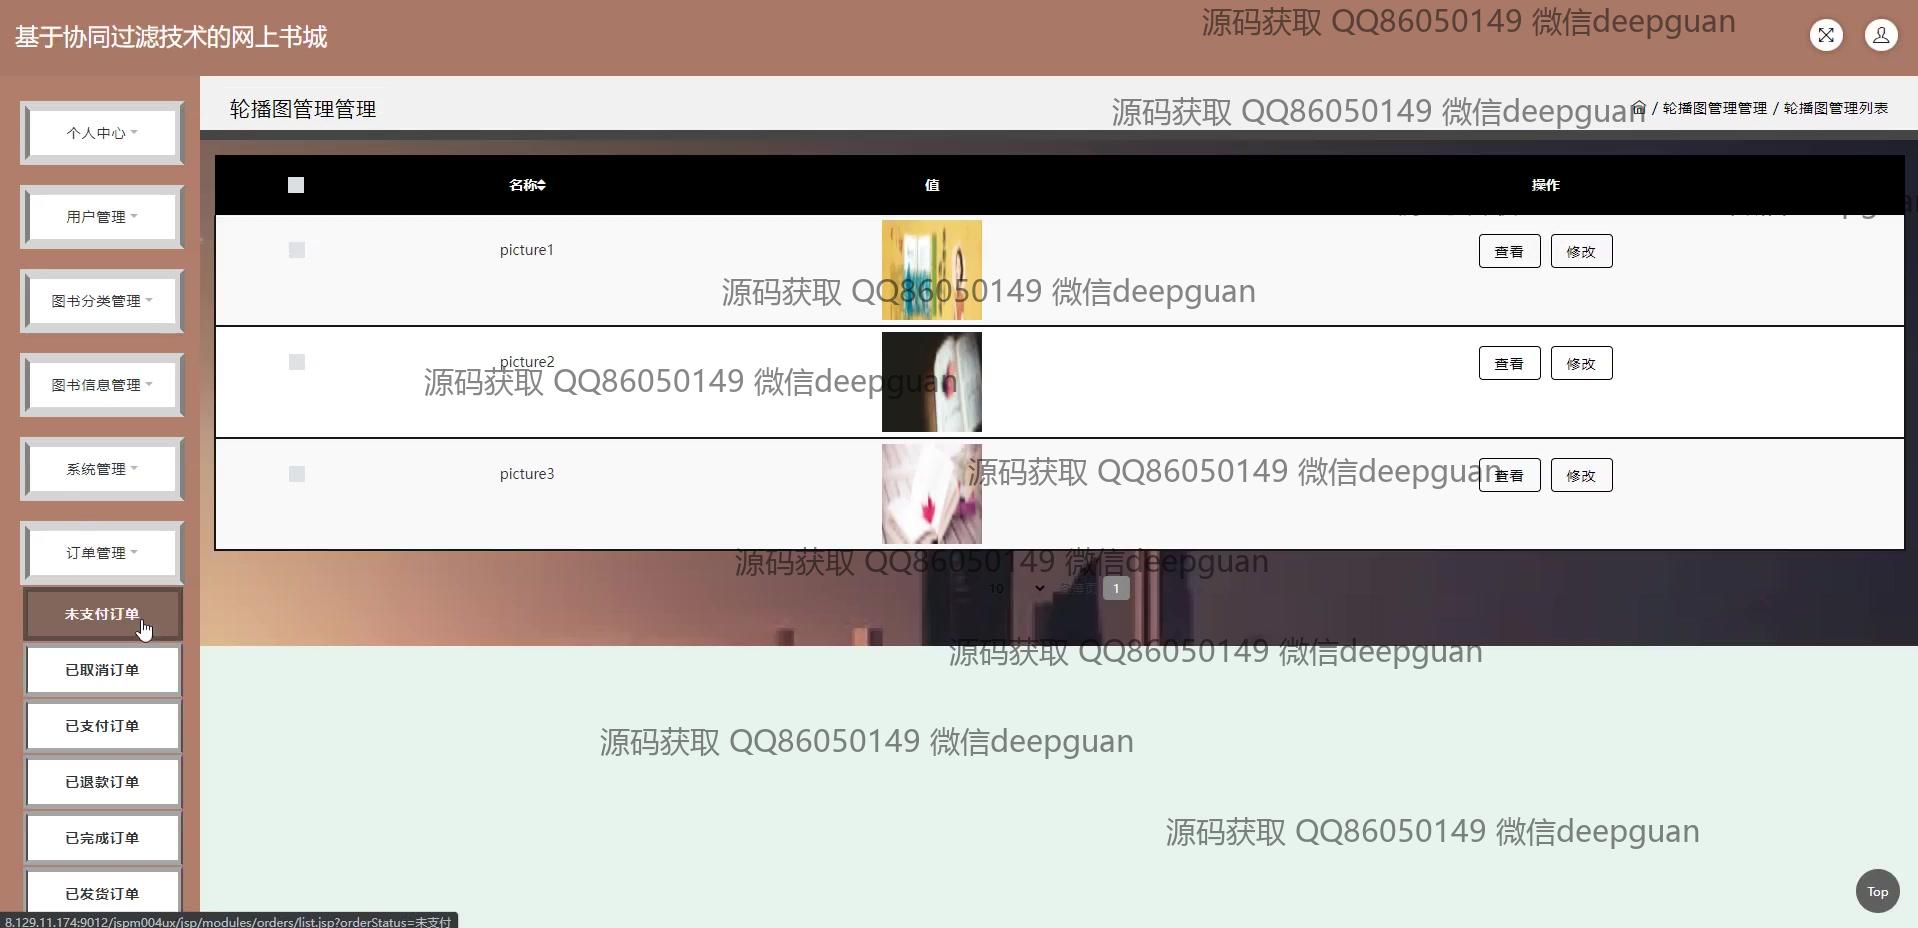 源码获取 QQ86050149 微信deepguan
基于协同过滤技术的网上书城
轮播图管理管理
源码获取 QQ86050149 微信deepguan
/ 轮播图管理管理 / 轮播图管理列表
个人中心
名称
值
操作
用户管理
picture1
查看
修改
源码获取 QQ86050149 微信deepguan
图书分类管理
picture2
查看
修改
源码获取 QQ86050149 微信deepguan
图书信息管理
picture3
源码获取 QQ86050149 微信deepguan
查看
修改
系统管理
订单管理
源码获取 QQ86050149 微信deepguan
10
1
未支付订单
源码获取 QQ86050149 微信deepguan
已取消订单
已支付订单
源码获取 QQ86050149 微信deepguan
已退款订单
已完成订单
源码获取 QQ86050149 微信deepguan
已发货订单
Top
8.129.11.174:9012/jspm004ux/jsp/modules/orders/list.jsp?orderStatus=未支付